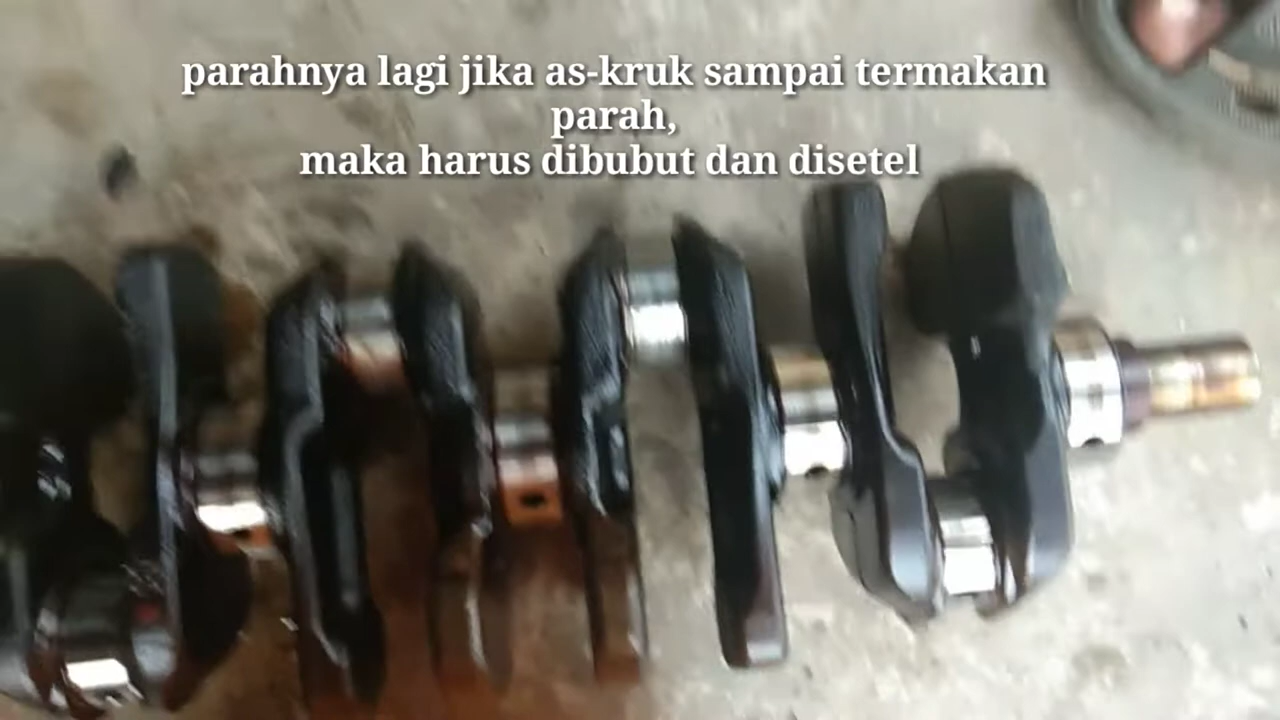 parahnya lagi jika as-kruk sampai termakan
parah,
maka harus dibubut dan disetel